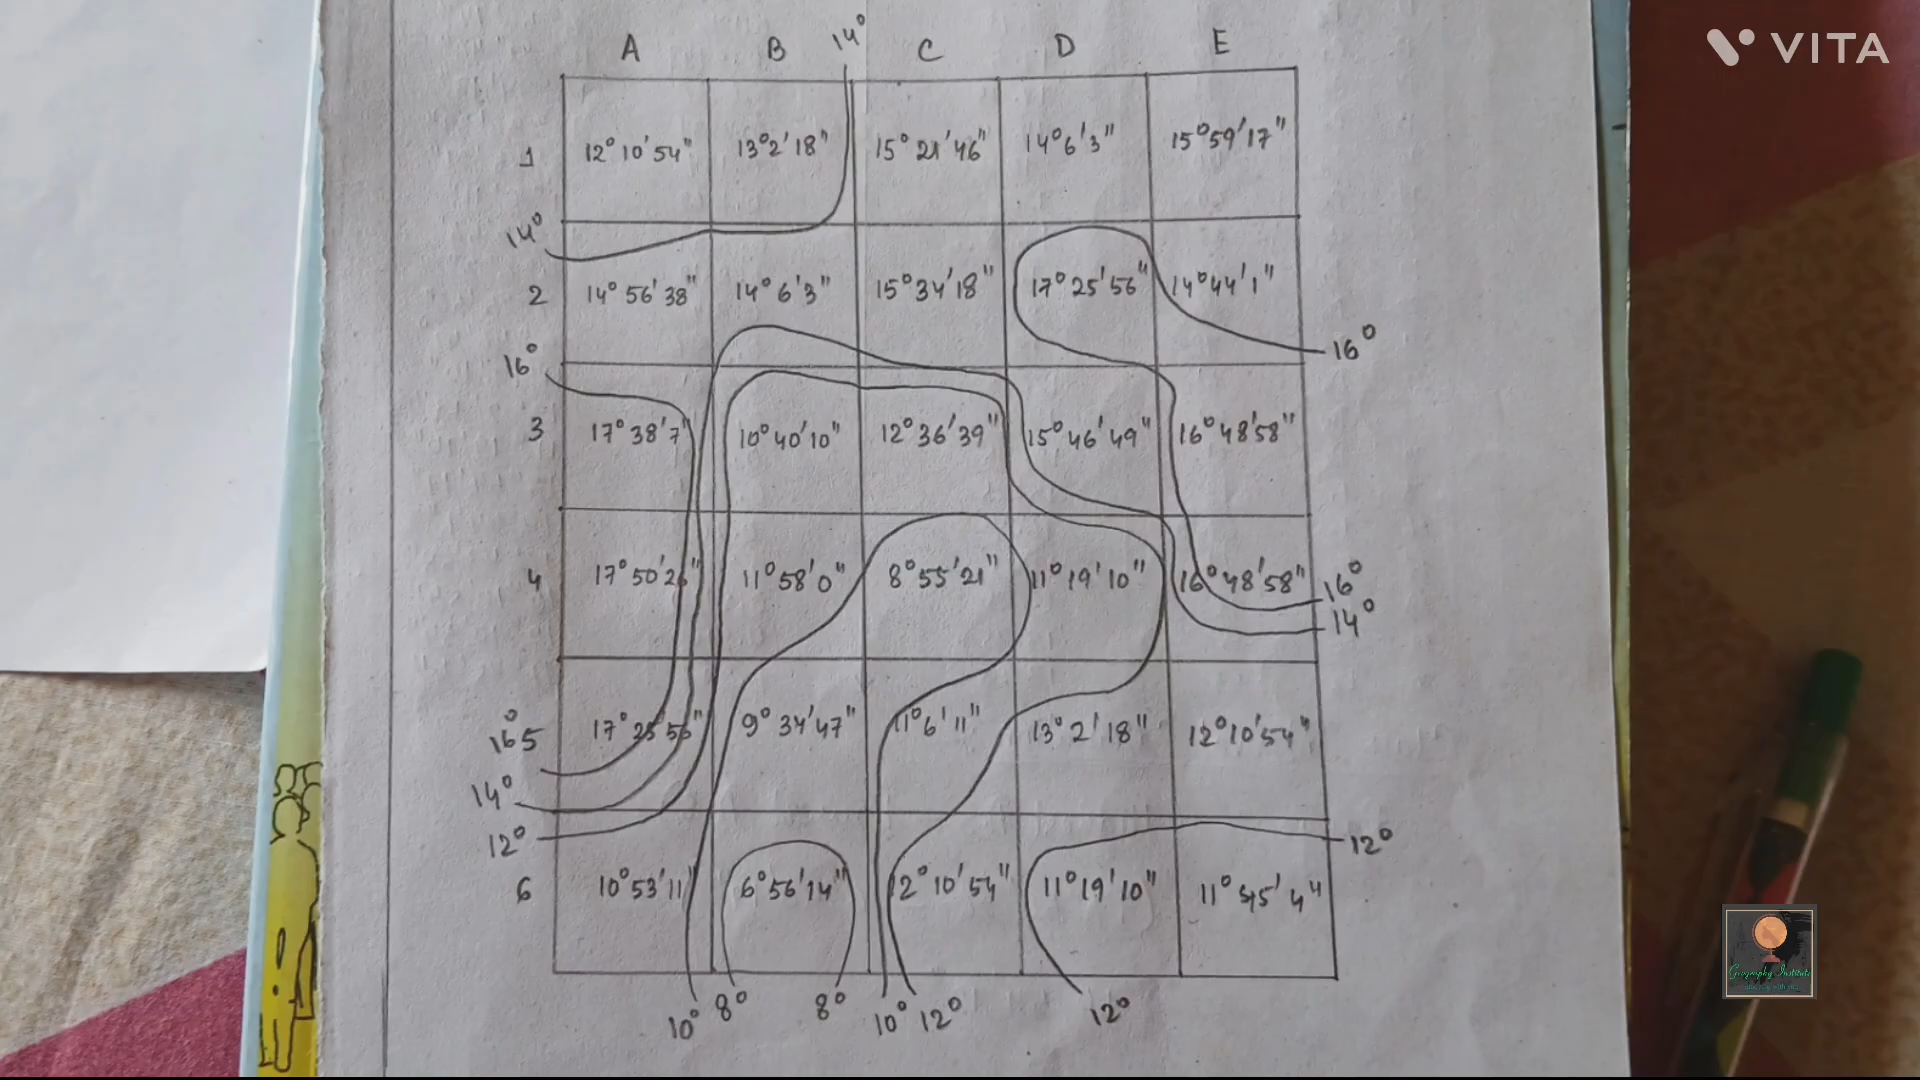 VITA
14°
A B C D E
1 12°10'54" 13°2'18" 15°21'46" 14°6'3" 15°59'17"
14°
2 14°56'38" 14°6'3" 15°34'18" 17°25'56" 14°44'1"
16° 16°
3 17°38'7" 10°40'10" 12°36'39" 15°46'49" 16°48'58"
4 17°50'26" 11°58'0" 8°55'21" 11°19'10" 16°48'58" 16°
14°
16° 5 17°25'56" 9°34'47" 11°6'11" 13°2'18" 12°10'54"
14°
12° 12°
6 10°53'11" 6°56'14" 12°10'54" 11°19'10" 11°45'4"
10° 8° 8° 10° 12° 12°
Geography Institute